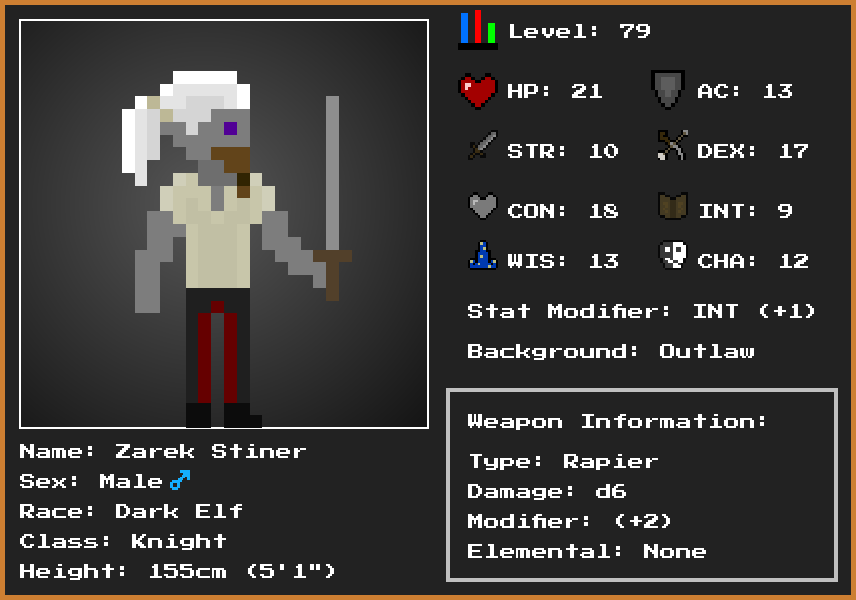 Level: 79
HP: 21 AC: 13
STR: 10 DEX: 17
CON: 18 INT: 9
WIS: 13 CHA: 12
Stat Modifier: INT (+1)
Background: Outlaw
Weapon Information:
Type: Rapier
Damage: d6
Modifier: (+2)
Elemental: None
Name: Zarek Stiner
Sex: Male ♂
Race: Dark Elf
Class: Knight
Height: 155cm (5'1")